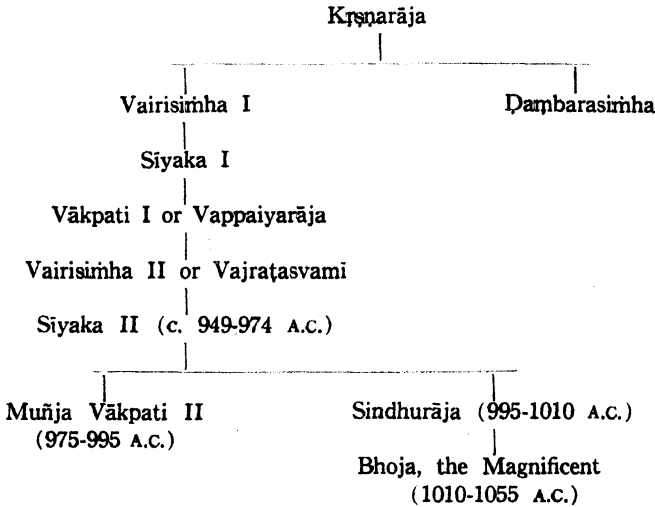 Kṛṣṇarāja
Vairisiṁha I Ḍaṃbarasiṁha
Sīyaka I
Vākpati I or Vappaiyarāja
Vairisiṁha II or Vajraṭasvamī
Sīyaka II (c. 949-974 A.C.)
Muñja Vākpati II Sindhurāja (995-1010 A.C.)
(975-995 A.C.)
Bhoja, the Magnificent
(1010-1055 A.C.)